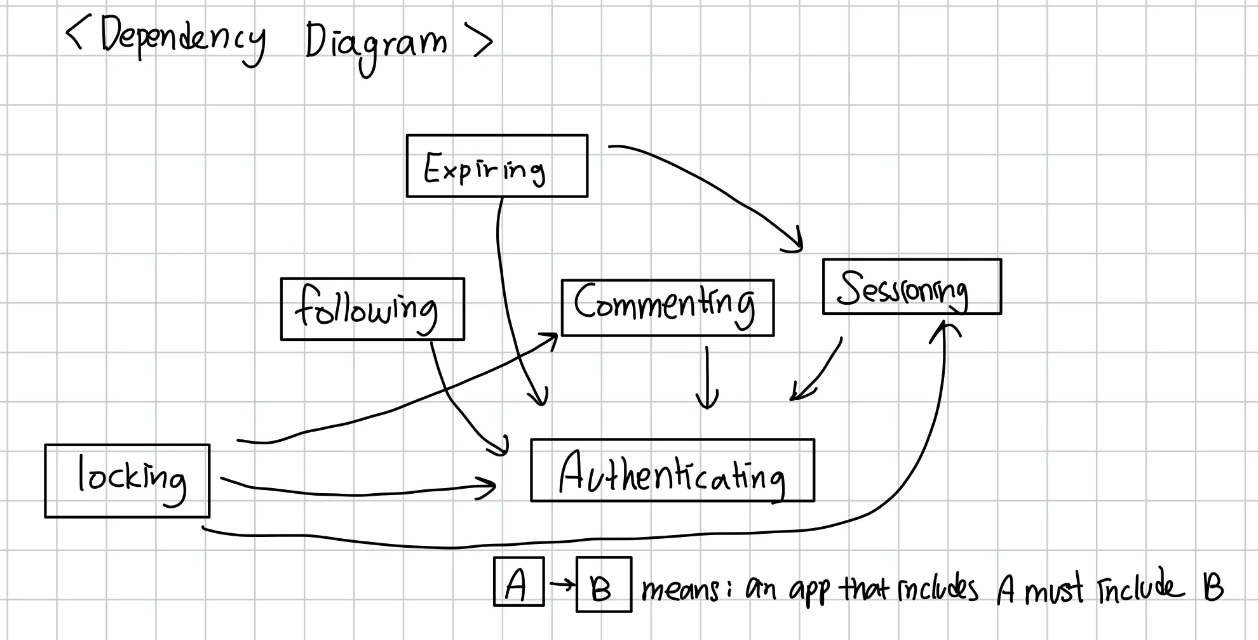 <Dependency Diagram>
Expiring
following
Commenting
Sessioning
locking
Authenticating
A → B means: an app that includes A must include B